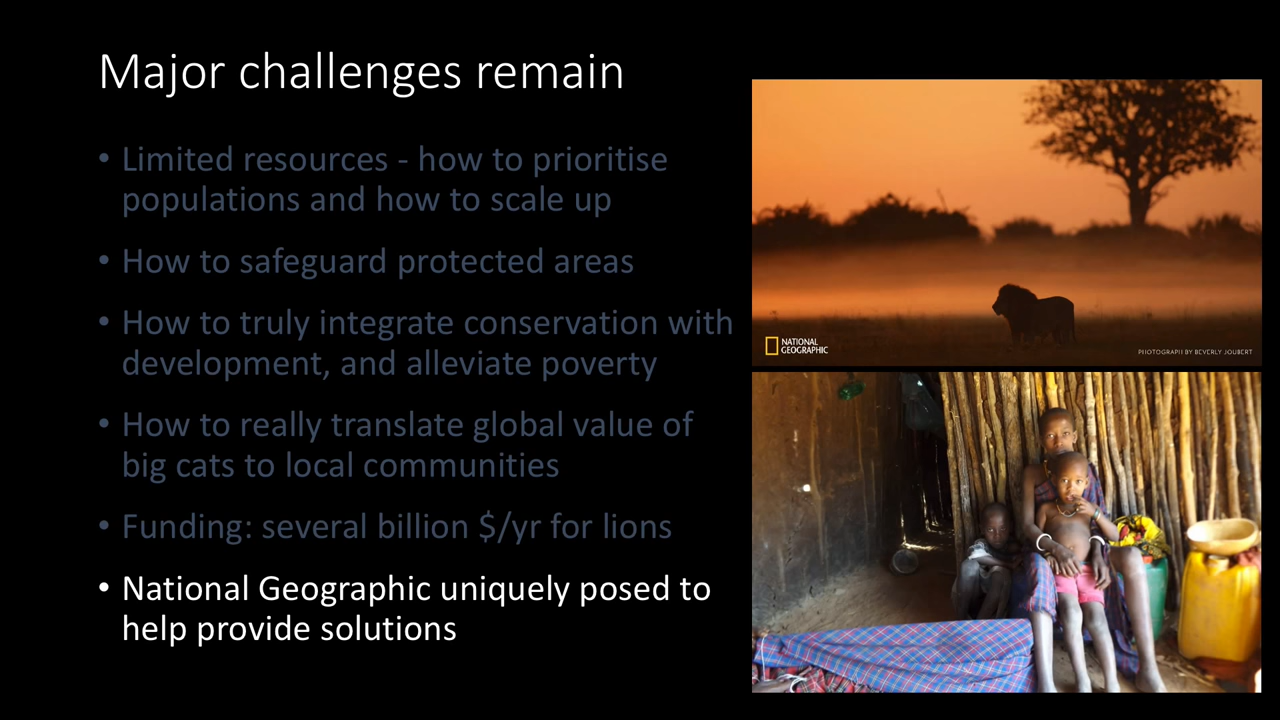 Major challenges remain
• Limited resources - how to prioritise
populations and how to scale up
• How to safeguard protected areas
• How to truly integrate conservation with
development, and alleviate poverty
• How to really translate global value of
big cats to local communities
• Funding: several billion $/yr for lions
• National Geographic uniquely posed to
help provide solutions
NATIONAL
GEOGRAPHIC
PHOTOGRAPH BY BEVERLY JOUBERT